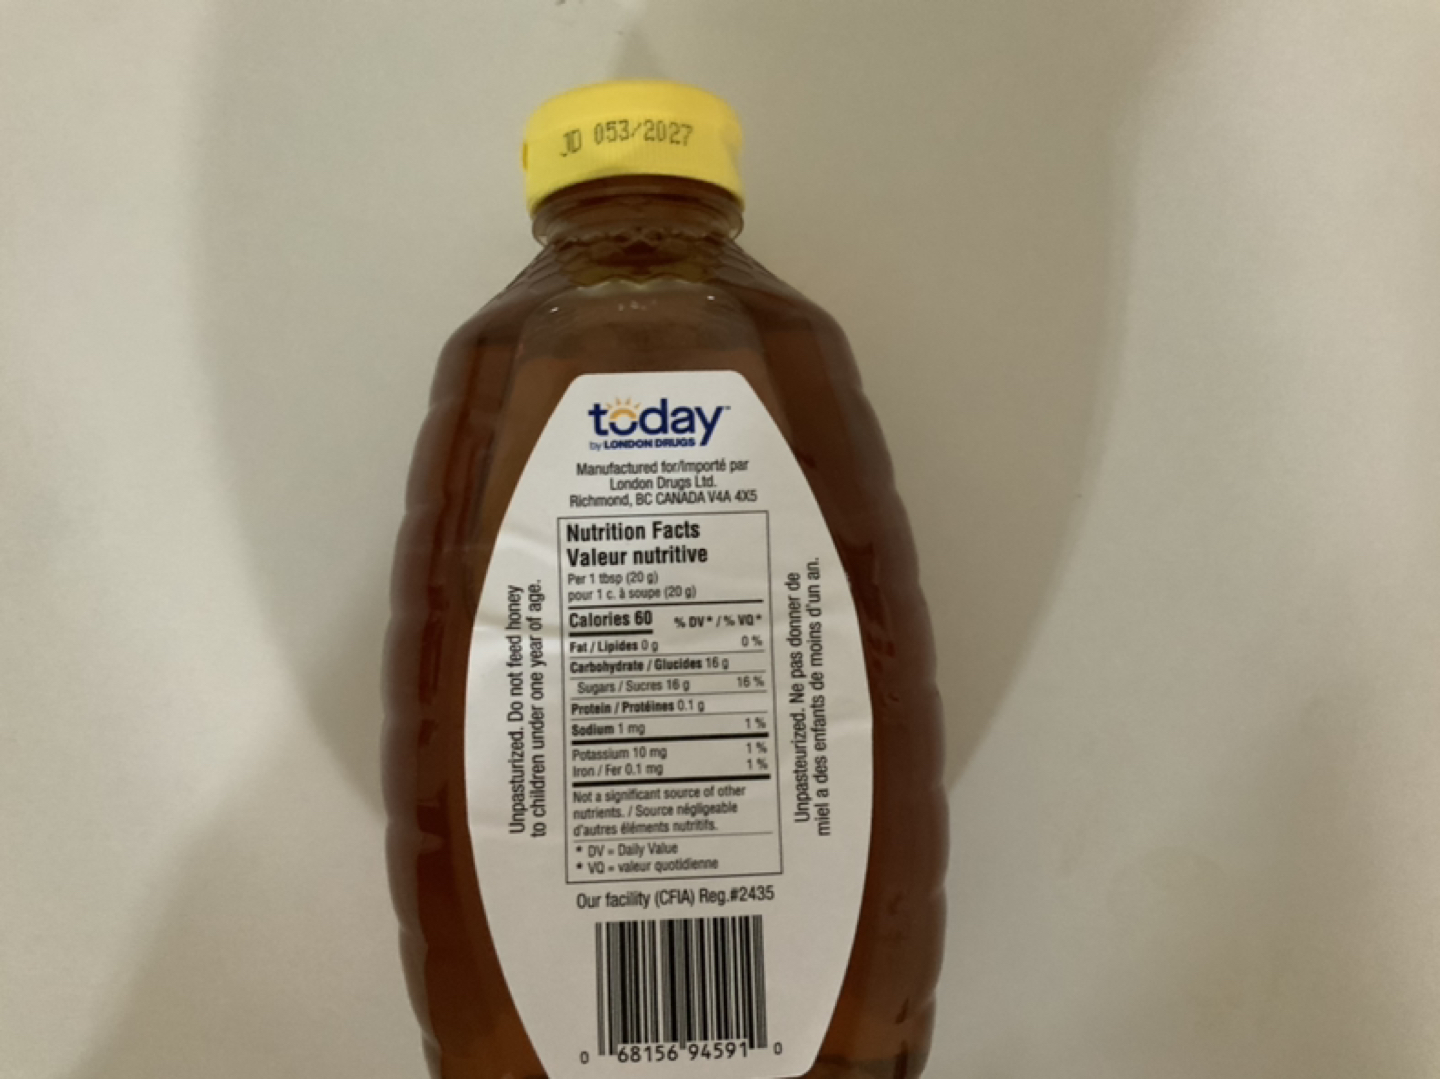 JD 053/2027
today™
by LONDON DRUGS
Manufactured for/Importé par
London Drugs Ltd.
Richmond, BC CANADA V4A 4X5
Nutrition Facts
Valeur nutritive
Per 1 tbsp (20 g)
pour 1 c. à soupe (20 g)
Calories 60 % DV* / % VQ*
Fat / Lipides 0 g 0 %
Carbohydrate / Glucides 16 g
Sugars / Sucres 16 g 16 %
Protein / Protéines 0.1 g
Sodium 1 mg 1 %
Potassium 10 mg 1 %
Iron / Fer 0.1 mg 1 %
Not a significant source of other
nutrients. / Source négligeable
d'autres éléments nutritifs.
* DV = Daily Value
* VQ = valeur quotidienne
Unpasturized. Do not feed honey
to children under one year of age.
Unpasteurized. Ne pas donner de
miel a des enfants de moins d'un an.
Our facility (CFIA) Reg.#2435
0 68156 94591 0